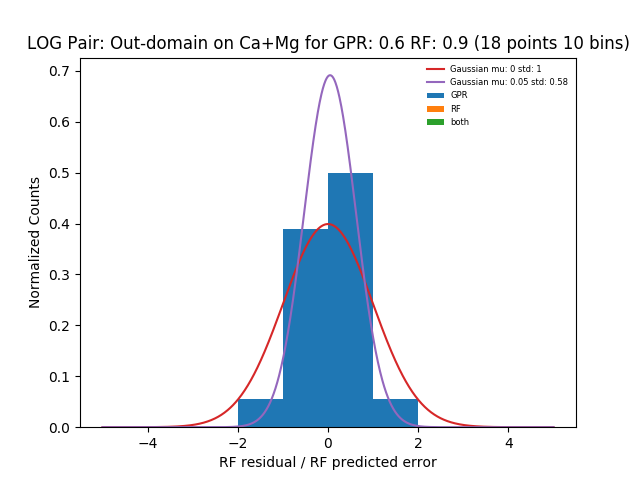 LOG Pair: Out-domain on Ca+Mg for GPR: 0.6 RF: 0.9 (18 points 10 bins)
Gaussian mu: 0 std: 1
Gaussian mu: 0.05 std: 0.58
GPR
RF
both
Normalized Counts
0.7
0.6
0.5
0.4
0.3
0.2
0.1
0.0
−4 −2 0 2 4
RF residual / RF predicted error